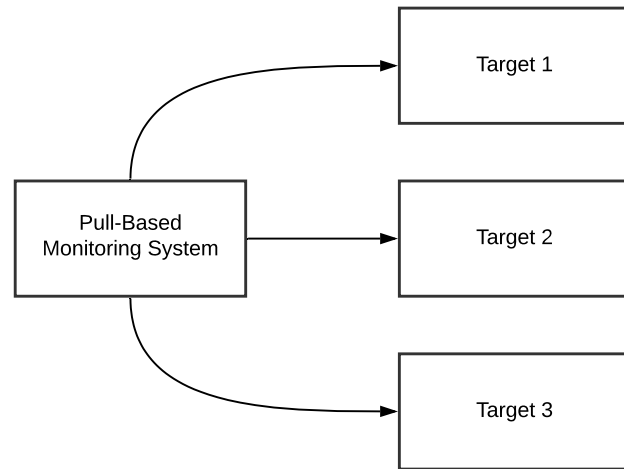 Target 1
Pull-Based
Monitoring System
Target 2
Target 3